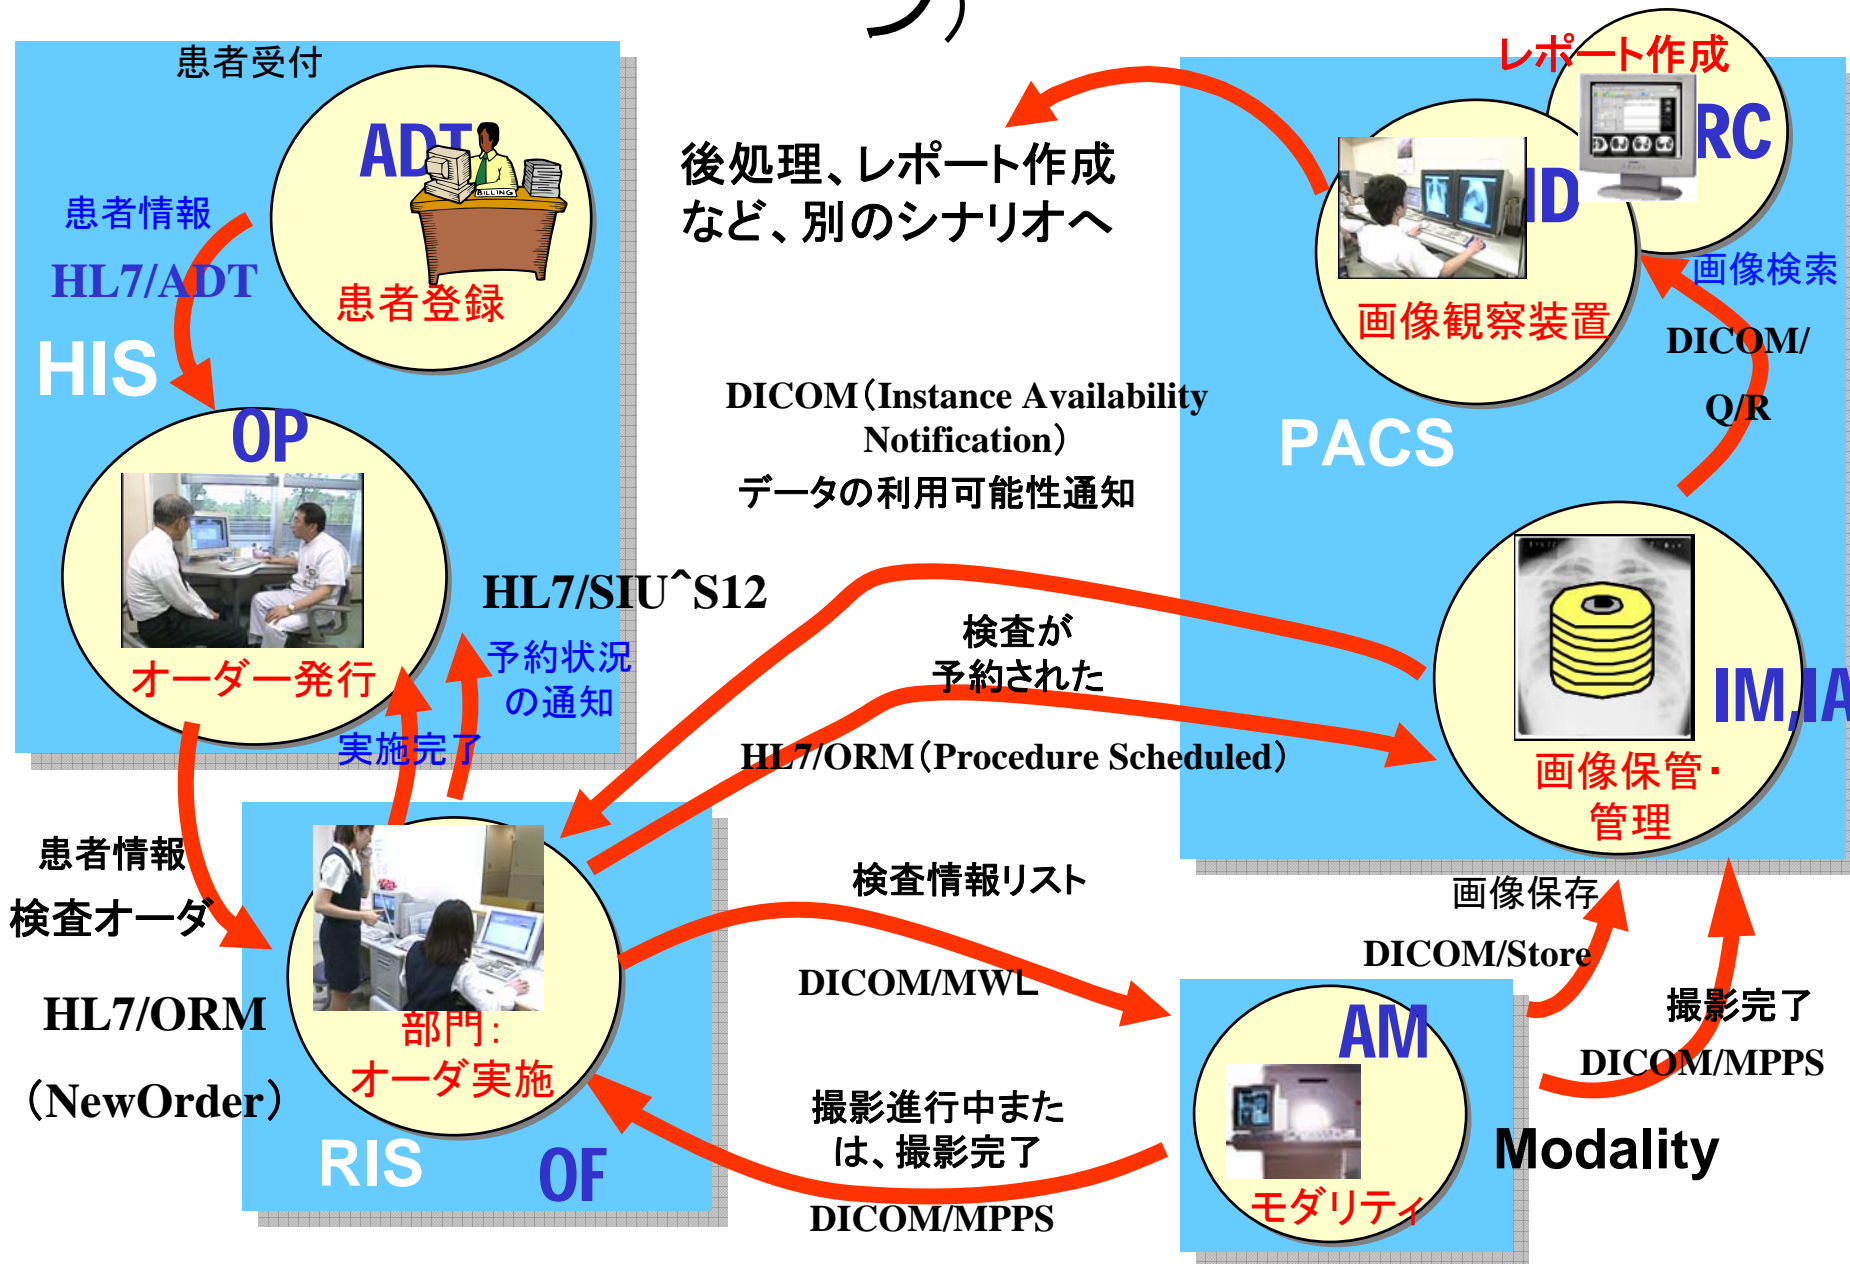 ン）
患者受付
ADT
BILLING
患者情報
HL7/ADT
患者登録
HIS
OP
オーダー発行
HL7/SIU^S12
予約状況
の通知
実施完了
患者情報
検査オーダ
HL7/ORM
（NewOrder）
部門：
オーダ実施
RIS
OF
後処理、レポート作成
など、別のシナリオへ
DICOM（Instance Availability
Notification）
データの利用可能性通知
検査が
予約された
HL7/ORM（Procedure Scheduled）
検査情報リスト
DICOM/MWL
撮影進行中また
は、撮影完了
DICOM/MPPS
レポート作成
RC
ID
画像観察装置
画像検索
DICOM/
Q/R
PACS
IM,IA
画像保管・
管理
画像保存
DICOM/Store
撮影完了
DICOM/MPPS
AM
Modality
モダリティ